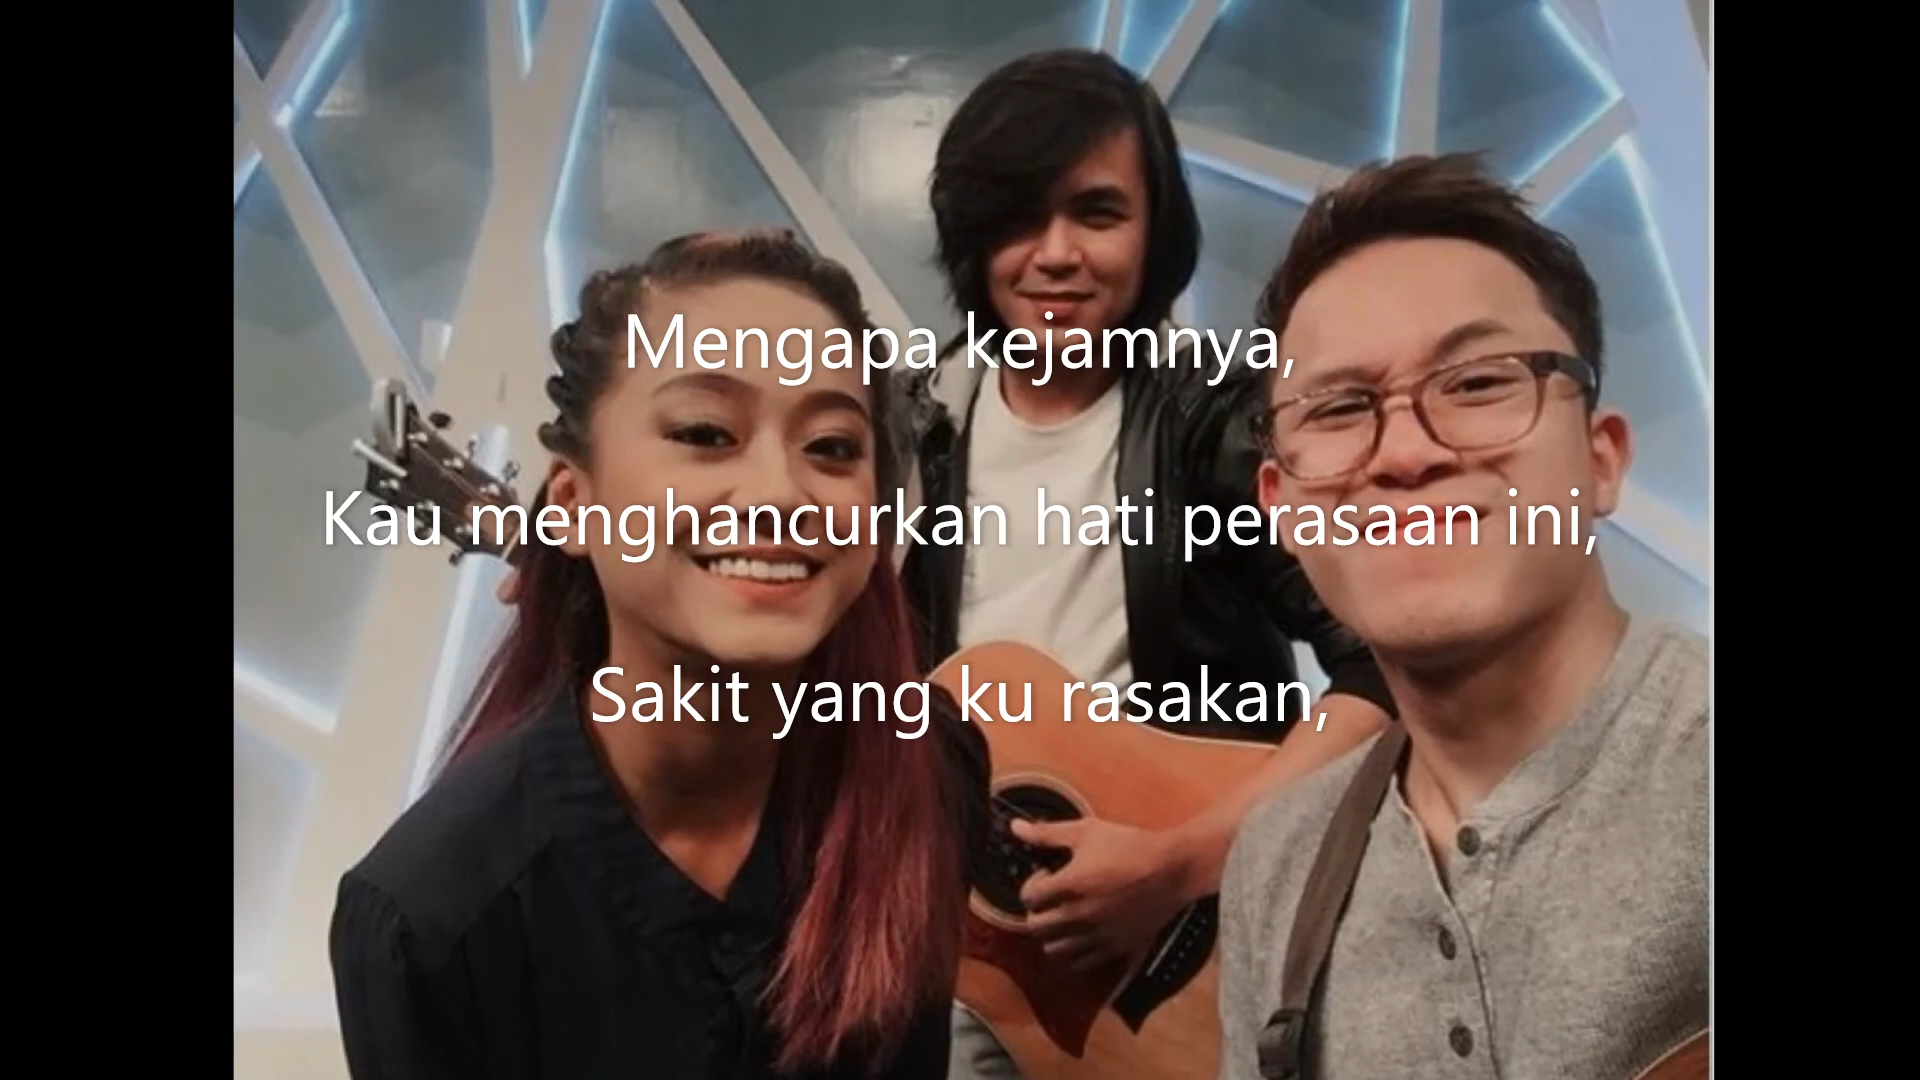 Mengapa kejamnya,
Kau menghancurkan hati perasaan ini,
Sakit yang ku rasakan,